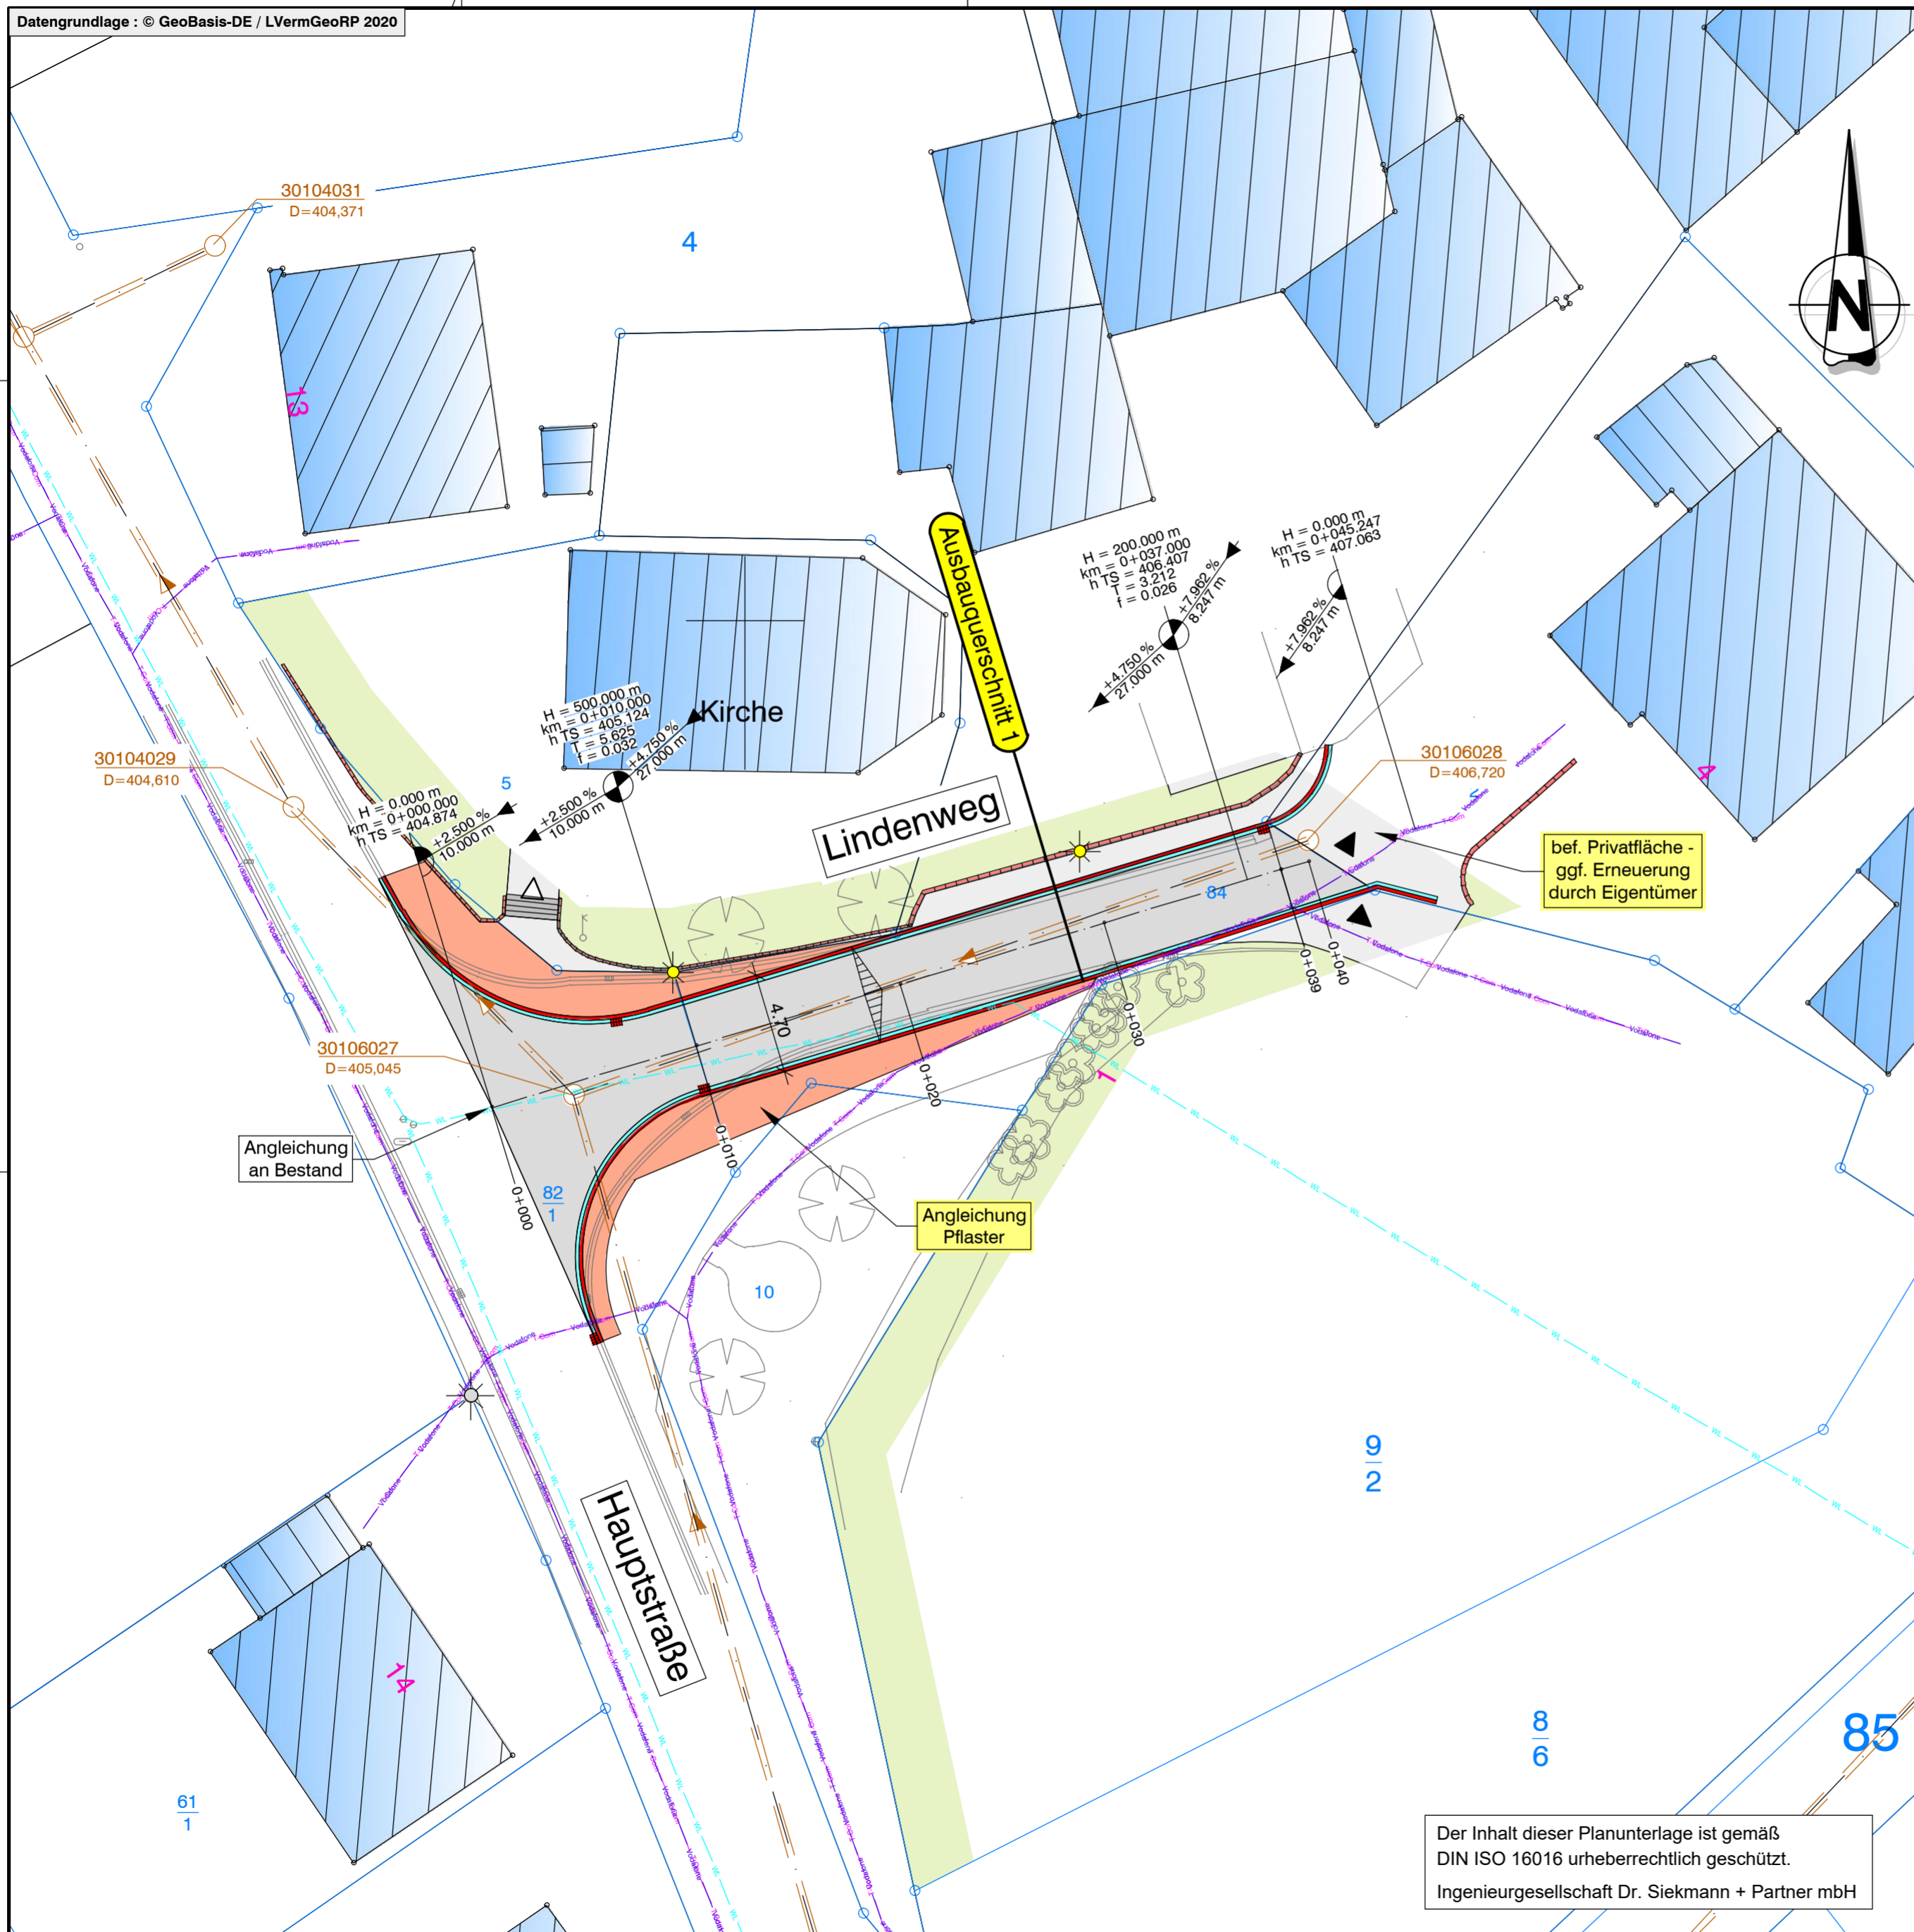 Datengrundlage : © GeoBasis-DE / LVermGeoRP 2020
30104031
D=404,371
4
N
13
H = 200.000 m
km = 0+037.000
h TS = 406.407
T = 3.212
f = 0.026
+7.962 %
8.247 m
+4.750 %
27.000 m
H = 0.000 m
km = 0+045.247
h TS = 407.063
+7.962 %
8.247 m
Ausbauquerschnitt 1
Kirche
H = 500.000 m
km = 0+010.000
h TS = 405.124
T = 5.625
f = 0.032
+4.750 %
27.000 m
+2.500 %
10.000 m
30104029
D=404,610
H = 0.000 m
km = 0+000.000
h TS = 404.874
+2.500 %
10.000 m
5
Lindenweg
30106028
D=406,720
4
bef. Privatfläche -
ggf. Erneuerung
durch Eigentümer
84
4.70
0+000
0+010
0+020
0+030
0+039
0+040
30106027
D=405,045
Angleichung
an Bestand
82
1
1
Angleichung
Pflaster
10
9
2
Hauptstraße
14
61
1
8
6
85
WL
Vodafone
T-Com
Der Inhalt dieser Planunterlage ist gemäß
DIN ISO 16016 urheberrechtlich geschützt.
Ingenieurgesellschaft Dr. Siekmann + Partner mbH